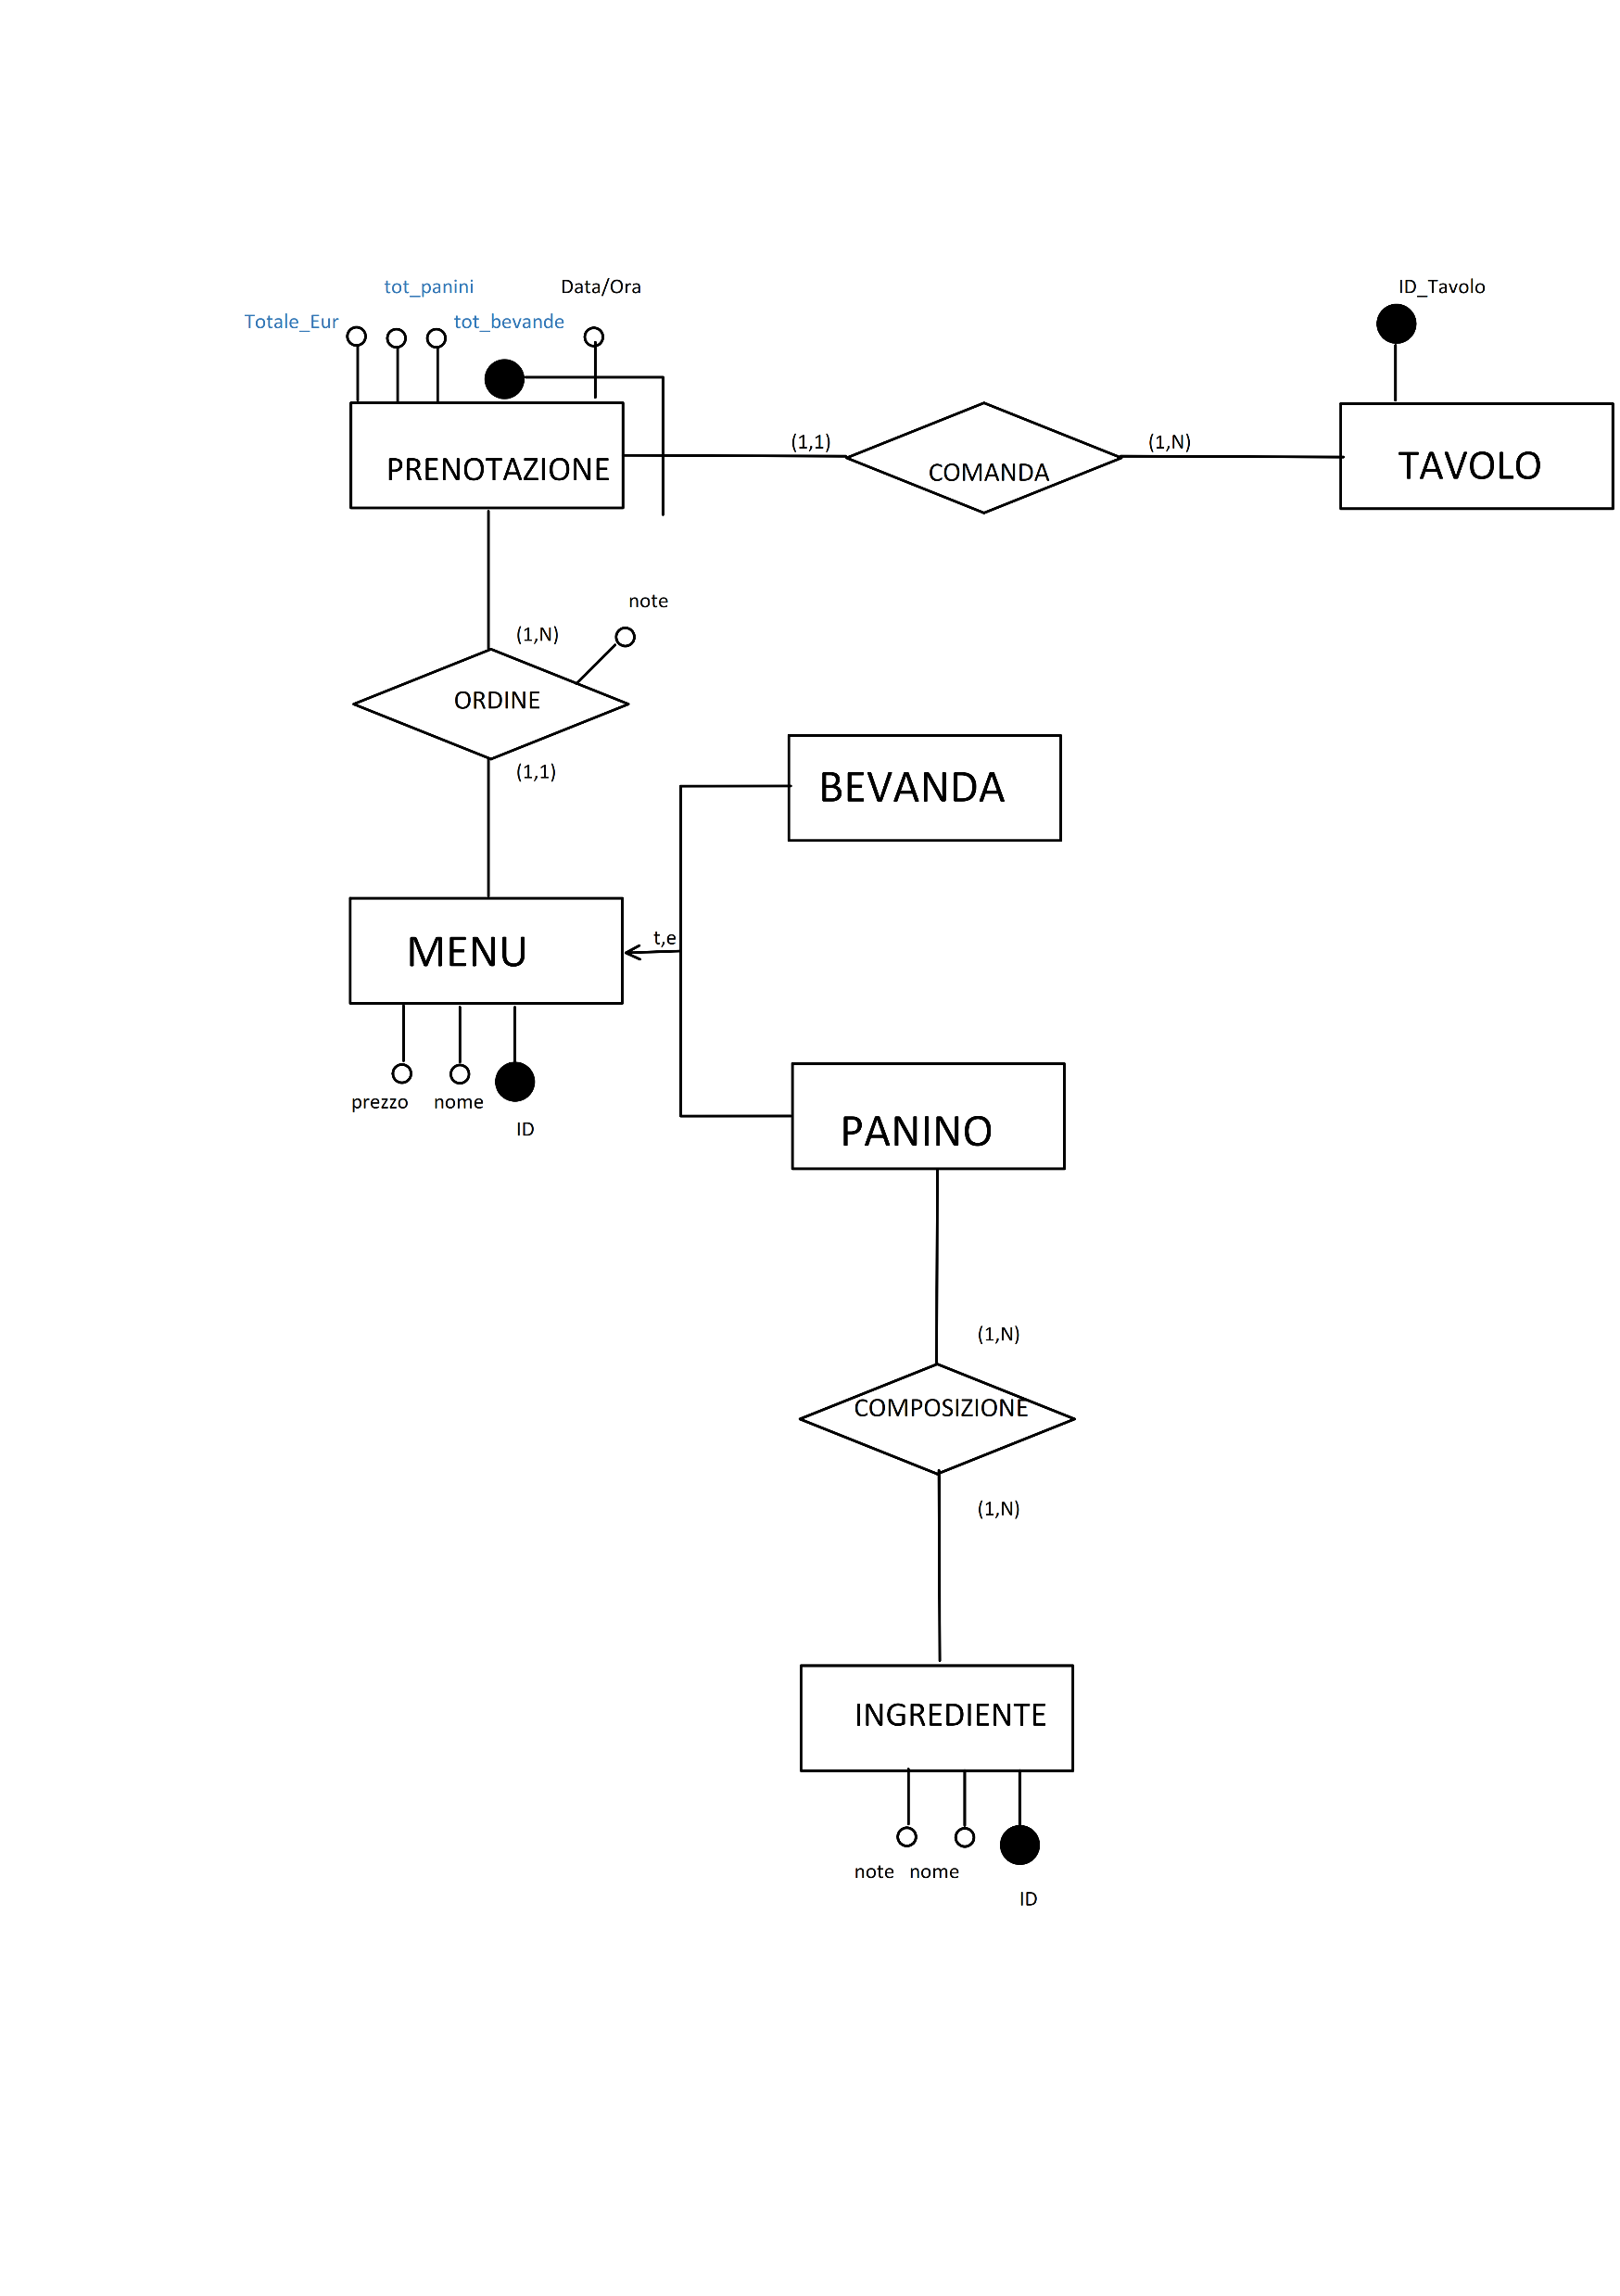 tot_panini
Data/Ora
ID_Tavolo
Totale_Eur
tot_bevande
(1,1)
(1,N)
PRENOTAZIONE
COMANDA
TAVOLO
note
(1,N)
ORDINE
(1,1)
BEVANDA
t,e
MENU
prezzo
nome
ID
PANINO
(1,N)
COMPOSIZIONE
(1,N)
INGREDIENTE
note
nome
ID